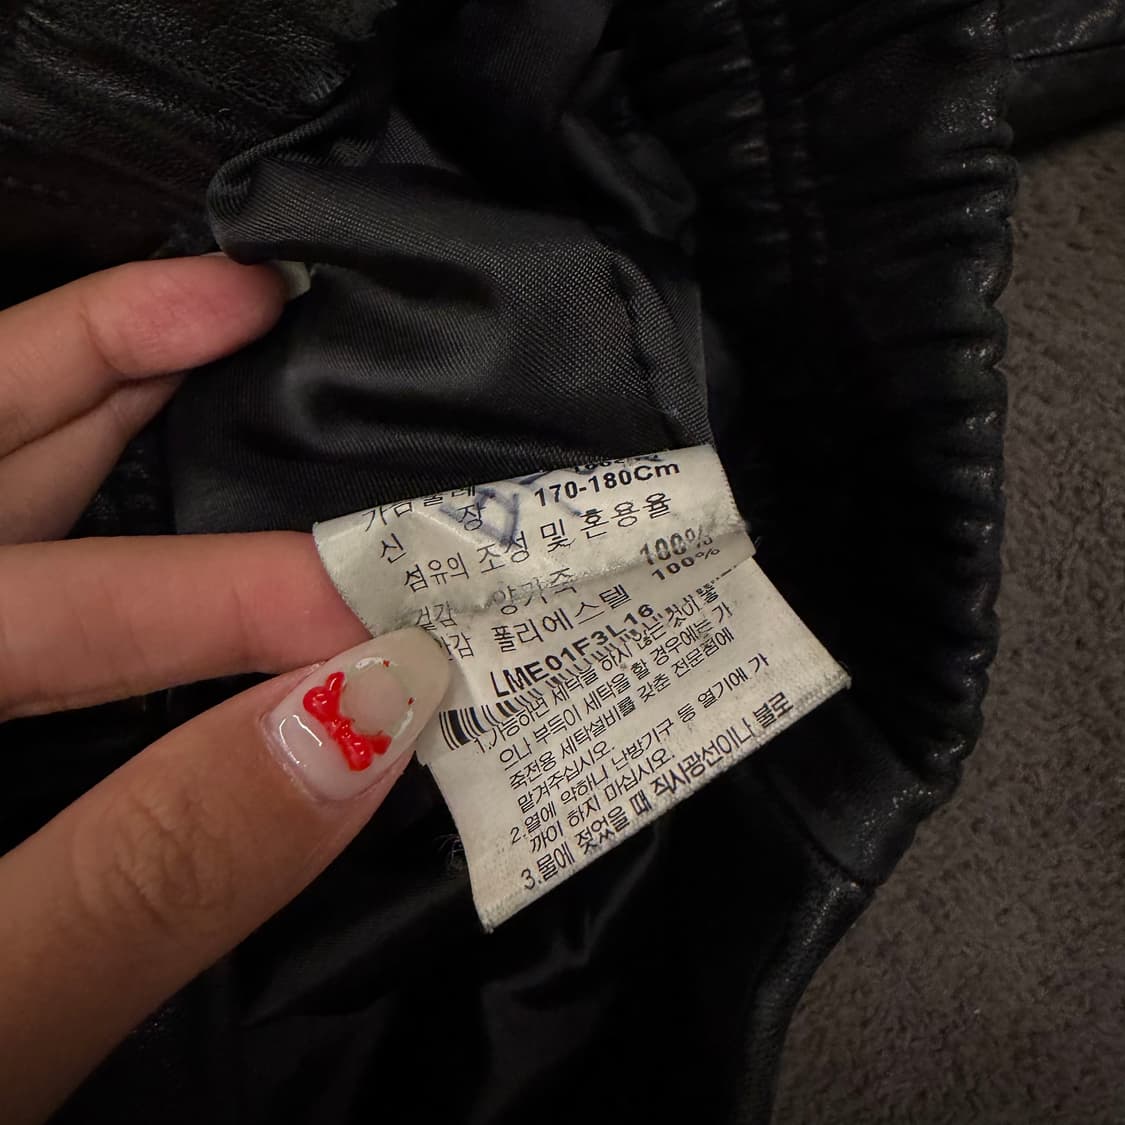 가슴둘레
신 장 170-180Cm
섬유의 조성 및 혼용율
겉감 양가죽 100%
안감 폴리에스텔 100%
LME01F3L16
1.가능하면 세탁을 하지 않은 것이 좋
으나 부득이 세탁을 할 경우에는 가
죽전용 세탁설비를 갖춘 전문점에
맡겨주십시오.
2.열에 약하니 난방기구 등 열기에 가
까이 하지 마십시오.
3.물에 젖었을 때 직사광선이나 불로